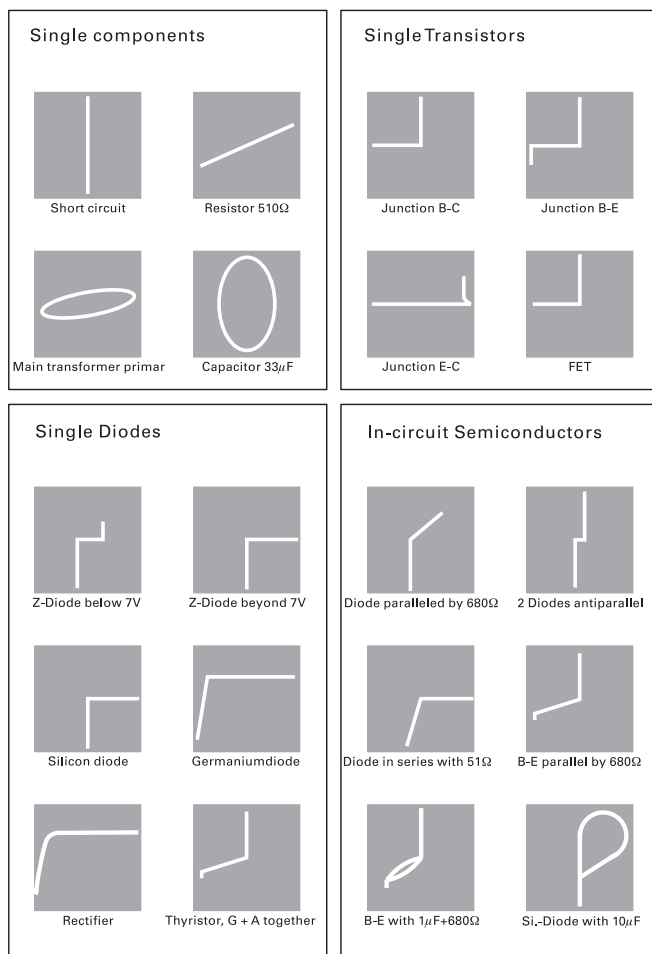 Single components
Short circuit
Resistor 510Ω
Main transformer primar
Capacitor 33µF
Single Transistors
Junction B-C
Junction B-E
Junction E-C
FET
Single Diodes
Z-Diode below 7V
Z-Diode beyond 7V
Silicon diode
Germaniumdiode
Rectifier
Thyristor, G + A together
In-circuit Semiconductors
Diode paralleled by 680Ω
2 Diodes antiparallel
Diode in series with 51Ω
B-E parallel by 680Ω
B-E with 1µF+680Ω
Si.-Diode with 10µF